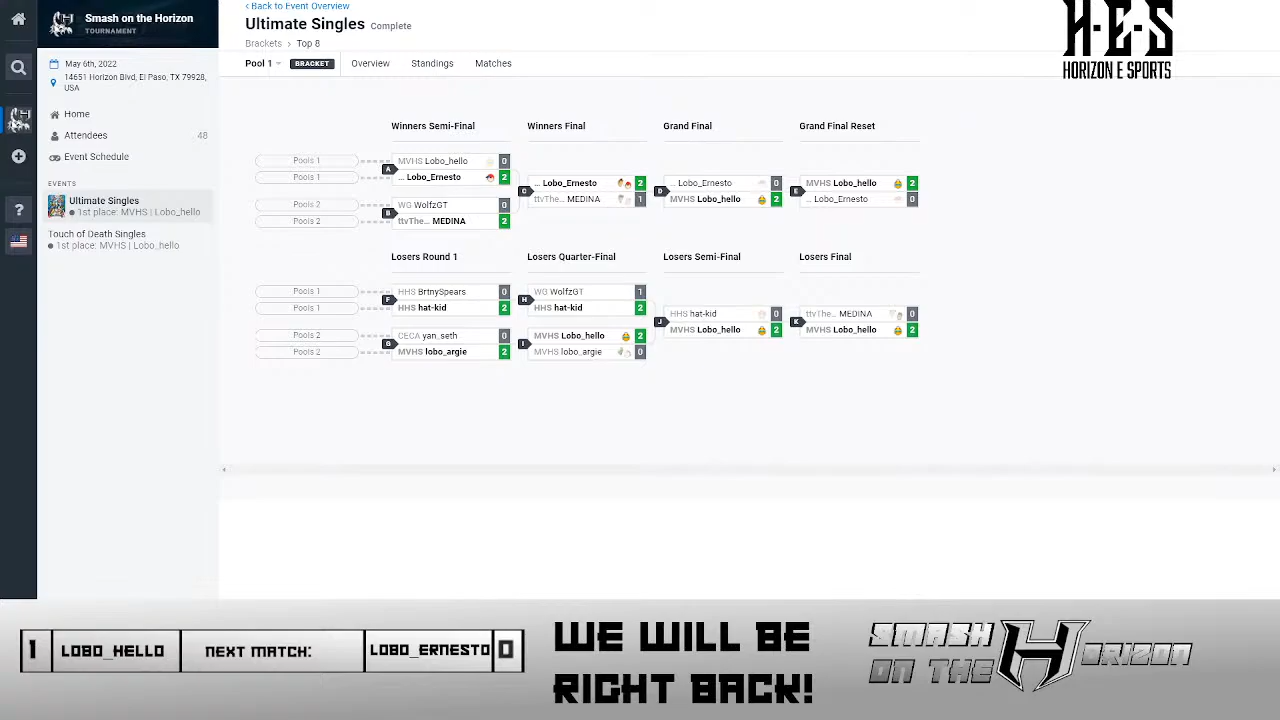 Smash on the Horizon
TOURNAMENT
May 6th, 2022
14651 Horizon Blvd, El Paso, TX 79928,
USA
Home
Attendees 48
Event Schedule
EVENTS
Ultimate Singles
1st place: MVHS | Lobo_hello
Touch of Death Singles
1st place: MVHS | Lobo_hello
?
‹ Back to Event Overview
Ultimate Singles Complete
Brackets › Top 8
Pool 1 BRACKET Overview Standings Matches
H-E-S
HORIZON E SPORTS
Winners Semi-Final Winners Final Grand Final Grand Final Reset
Pools 1
Pools 1
A
MVHS Lobo_hello 0
... Lobo_Ernesto 2
Pools 2
Pools 2
B
WG WolfzGT 0
ttvThe... MEDINA 2
C
... Lobo_Ernesto 2
ttvThe... MEDINA 1
D
... Lobo_Ernesto 0
MVHS Lobo_hello 2
E
MVHS Lobo_hello 2
... Lobo_Ernesto 0
Losers Round 1 Losers Quarter-Final Losers Semi-Final Losers Final
Pools 1
Pools 1
F
HHS BrtnySpears 0
HHS hat-kid 2
Pools 2
Pools 2
G
CECA yan_seth 0
MVHS lobo_argie 2
H
WG WolfzGT 1
HHS hat-kid 2
I
MVHS Lobo_hello 2
MVHS lobo_argie 0
J
HHS hat-kid 0
MVHS Lobo_hello 2
K
ttvThe... MEDINA 0
MVHS Lobo_hello 2
1 LOBO_HELLO NEXT MATCH: LOBO_ERNESTO 0
WE WILL BE
RIGHT BACK!
SMASH
ON THE HORIZON